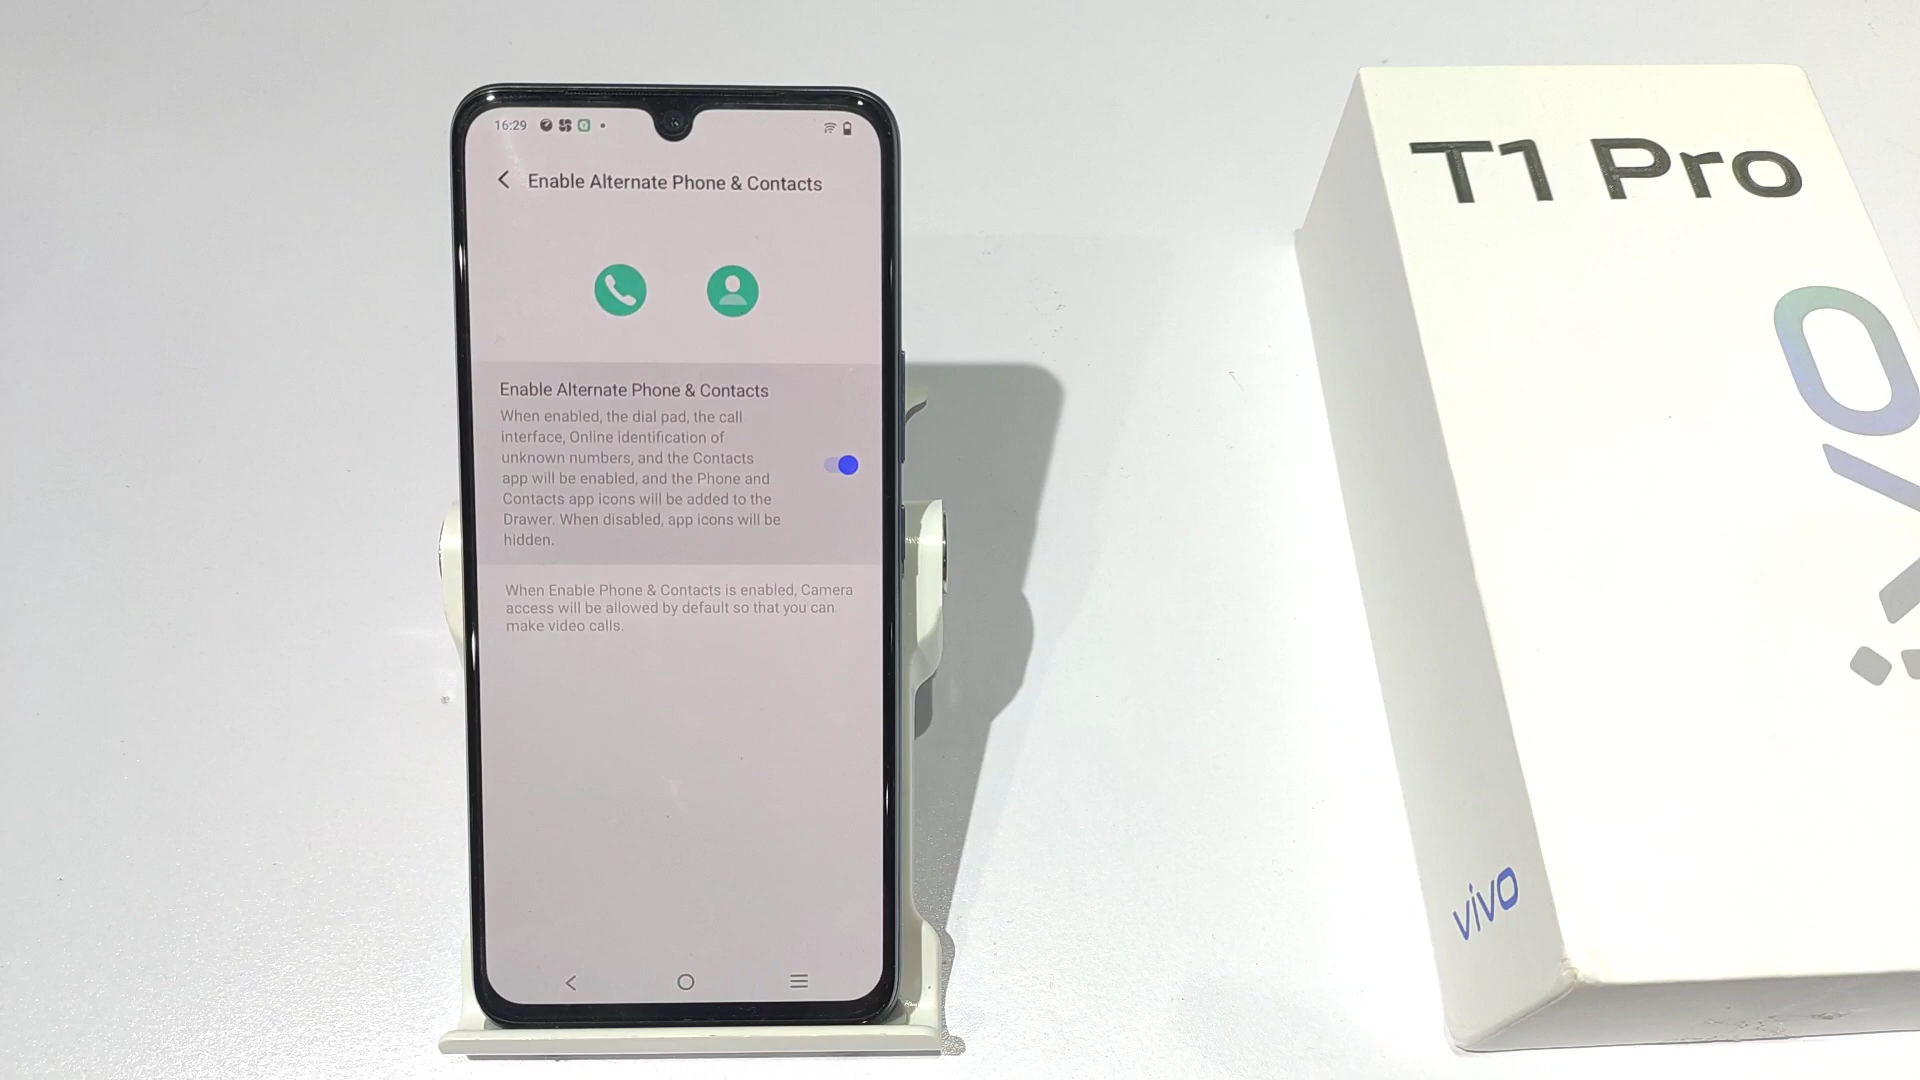 16:29
Enable Alternate Phone & Contacts
Enable Alternate Phone & Contacts
When enabled, the dial pad, the call
interface, Online identification of
unknown numbers, and the Contacts
app will be enabled, and the Phone and
Contacts app icons will be added to the
Drawer. When disabled, app icons will be
hidden.
When Enable Phone & Contacts is enabled, Camera
access will be allowed by default so that you can
make video calls.
T1 Pro
vivo
vivo